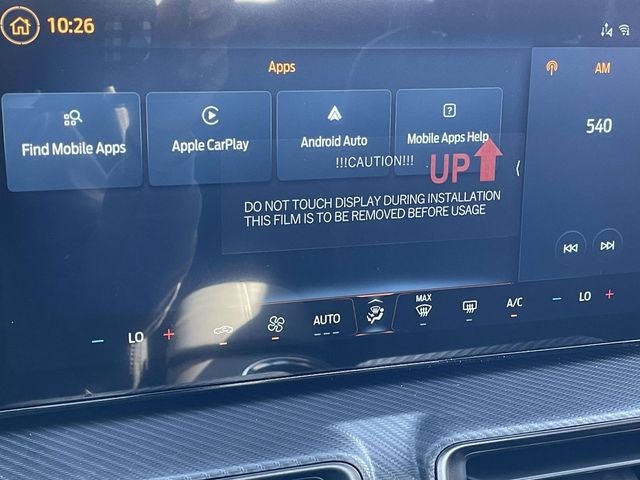 10:26
Apps
AM
Find Mobile Apps
Apple CarPlay
Android Auto
Mobile Apps Help
540
!!!CAUTION!!!
UP
DO NOT TOUCH DISPLAY DURING INSTALLATION
THIS FILM IS TO BE REMOVED BEFORE USAGE
LO
AUTO
MAX
A/C
LO